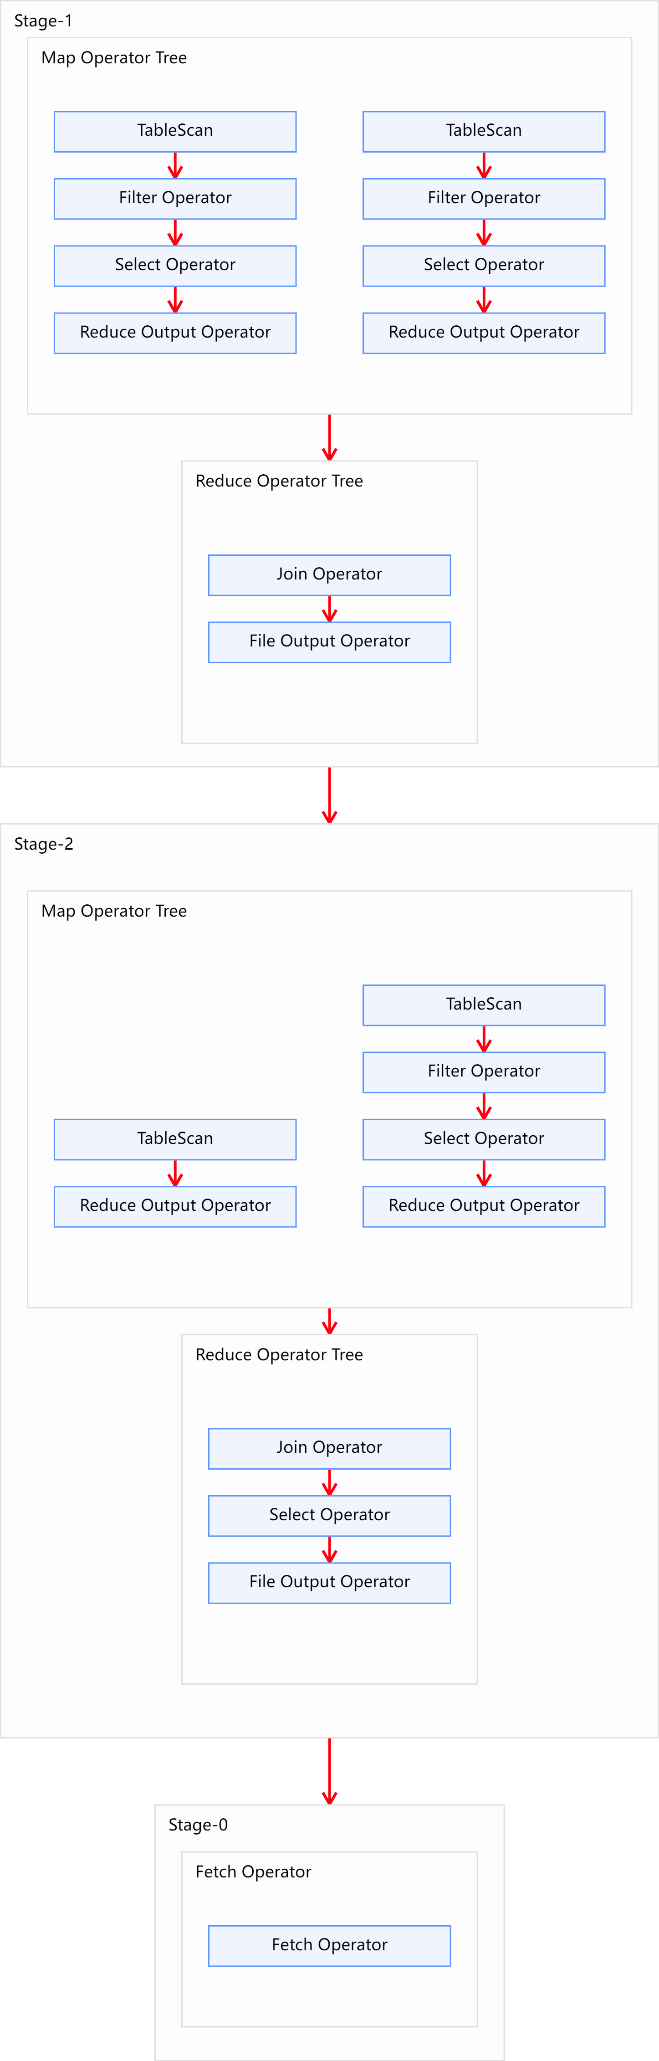 Stage-1
Map Operator Tree
TableScan
TableScan
Filter Operator
Filter Operator
Select Operator
Select Operator
Reduce Output Operator
Reduce Output Operator
Reduce Operator Tree
Join Operator
File Output Operator
Stage-2
Map Operator Tree
TableScan
Filter Operator
TableScan
Select Operator
Reduce Output Operator
Reduce Output Operator
Reduce Operator Tree
Join Operator
Select Operator
File Output Operator
Stage-0
Fetch Operator
Fetch Operator